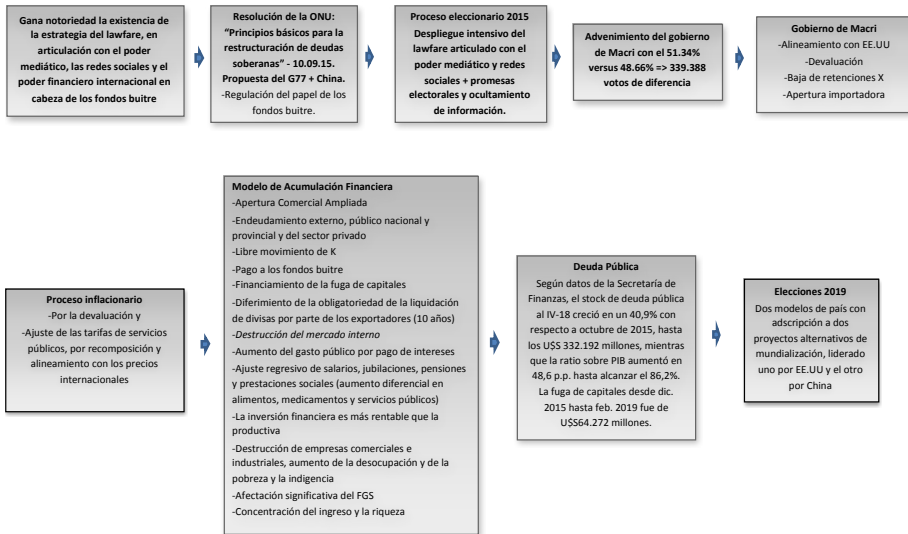 Gana notoriedad la existencia de
la estrategia del lawfare, en
articulación con el poder
mediático, las redes sociales y el
poder financiero internacional en
cabeza de los fondos buitre
Resolución de la ONU:
“Principios básicos para la
restructuración de deudas
soberanas” - 10.09.15.
Propuesta del G77 + China.
-Regulación del papel de los
fondos buitre.
Proceso eleccionario 2015
Despliegue intensivo del
lawfare articulado con el
poder mediático y redes
sociales + promesas
electorales y ocultamiento
de información.
Advenimiento del gobierno
de Macri con el 51.34%
versus 48.66% => 339.388
votos de diferencia
Gobierno de Macri
-Alineamiento con EE.UU
-Devaluación
-Baja de retenciones X
-Apertura importadora
Proceso inflacionario
-Por la devaluación y
-Ajuste de las tarifas de servicios
públicos, por recomposición y
alineamiento con los precios
internacionales
Modelo de Acumulación Financiera
-Apertura Comercial Ampliada
-Endeudamiento externo, público nacional y
provincial y del sector privado
-Libre movimiento de K
-Pago a los fondos buitre
-Financiamiento de la fuga de capitales
-Diferimiento de la obligatoriedad de la liquidación
de divisas por parte de los exportadores (10 años)
-Destrucción del mercado interno
-Aumento del gasto público por pago de intereses
-Ajuste regresivo de salarios, jubilaciones, pensiones
y prestaciones sociales (aumento diferencial en
alimentos, medicamentos y servicios públicos)
-La inversión financiera es más rentable que la
productiva
-Destrucción de empresas comerciales e
industriales, aumento de la desocupación y de la
pobreza y la indigencia
-Afectación significativa del FGS
-Concentración del ingreso y la riqueza
Deuda Pública
Según datos de la Secretaría de
Finanzas, el stock de deuda pública
al IV-18 creció en un 40,9% con
respecto a octubre de 2015, hasta
los U$S 332.192 millones, mientras
que la ratio sobre PIB aumentó en
48,6 p.p. hasta alcanzar el 86,2%.
La fuga de capitales desde dic.
2015 hasta feb. 2019 fue de
U$S64.272 millones.
Elecciones 2019
Dos modelos de país con
adscripción a dos
proyectos alternativos de
mundialización, liderado
uno por EE.UU y el otro
por China